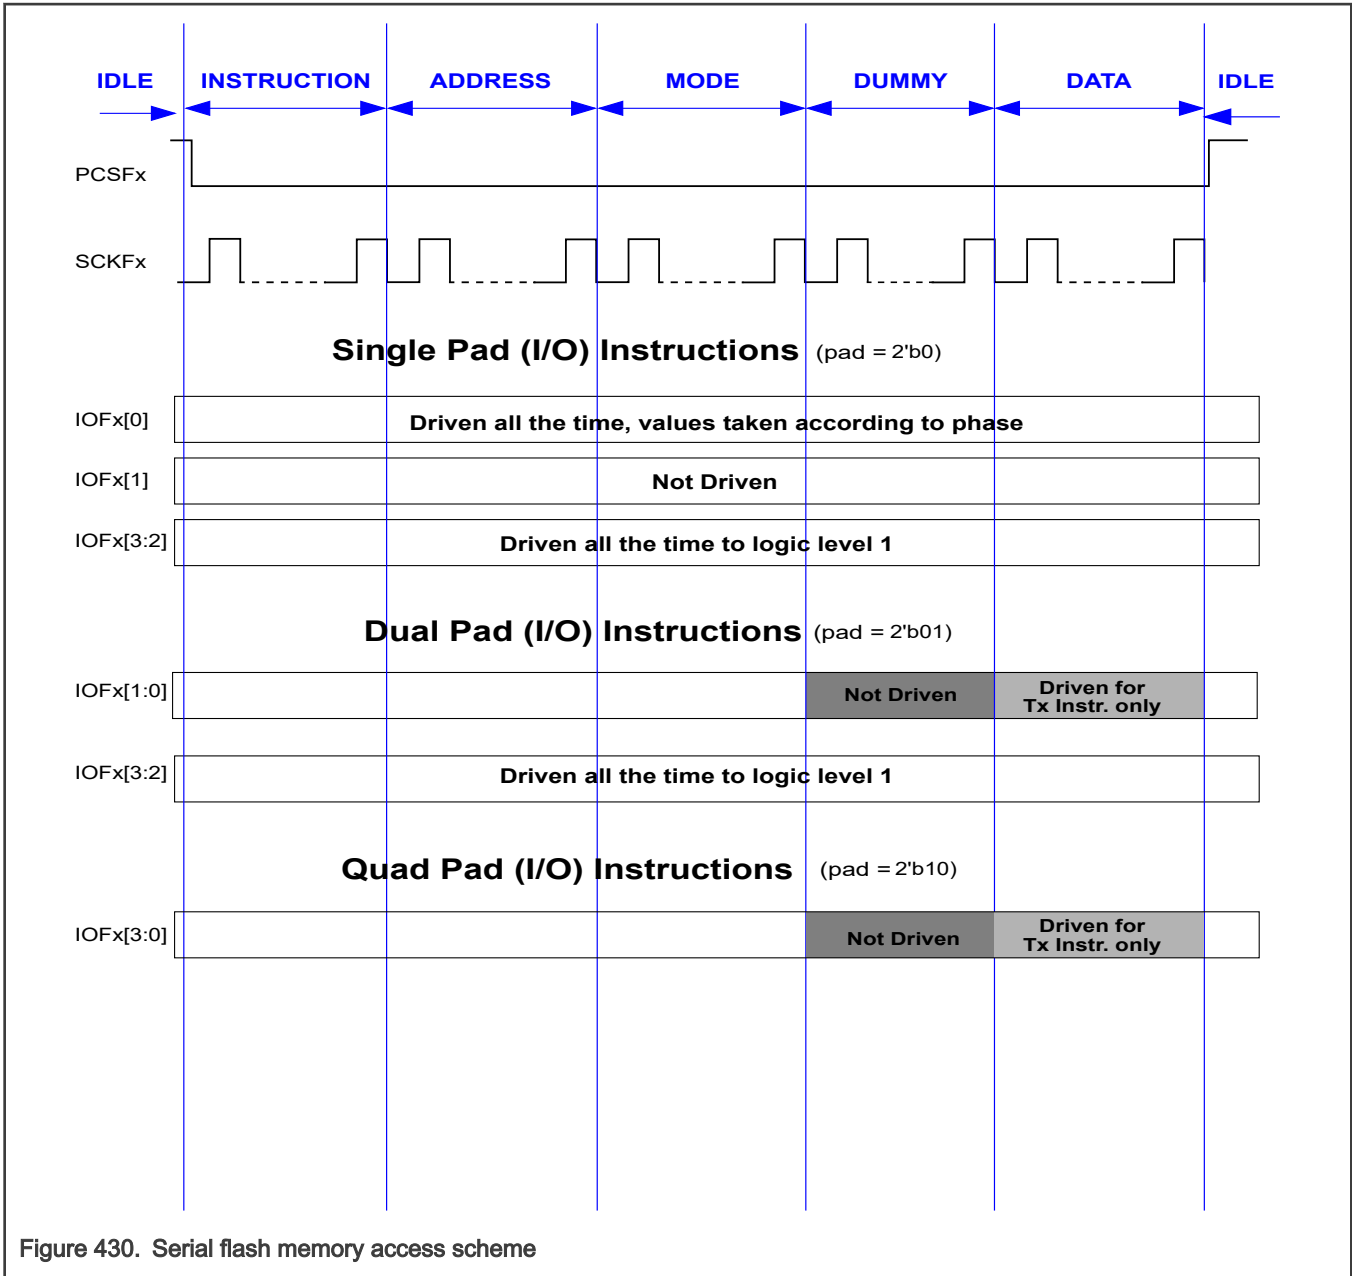 IDLE INSTRUCTION ADDRESS MODE DUMMY DATA IDLE
PCSFx
SCKFx
Single Pad (I/O) Instructions (pad = 2'b0)
IOFx[0] Driven all the time, values taken according to phase
IOFx[1] Not Driven
IOFx[3:2] Driven all the time to logic level 1
Dual Pad (I/O) Instructions (pad = 2'b01)
IOFx[1:0] Not Driven Driven for
Tx Instr. only
IOFx[3:2] Driven all the time to logic level 1
Quad Pad (I/O) Instructions (pad = 2'b10)
IOFx[3:0] Not Driven Driven for
Tx Instr. only
Figure 430. Serial flash memory access scheme